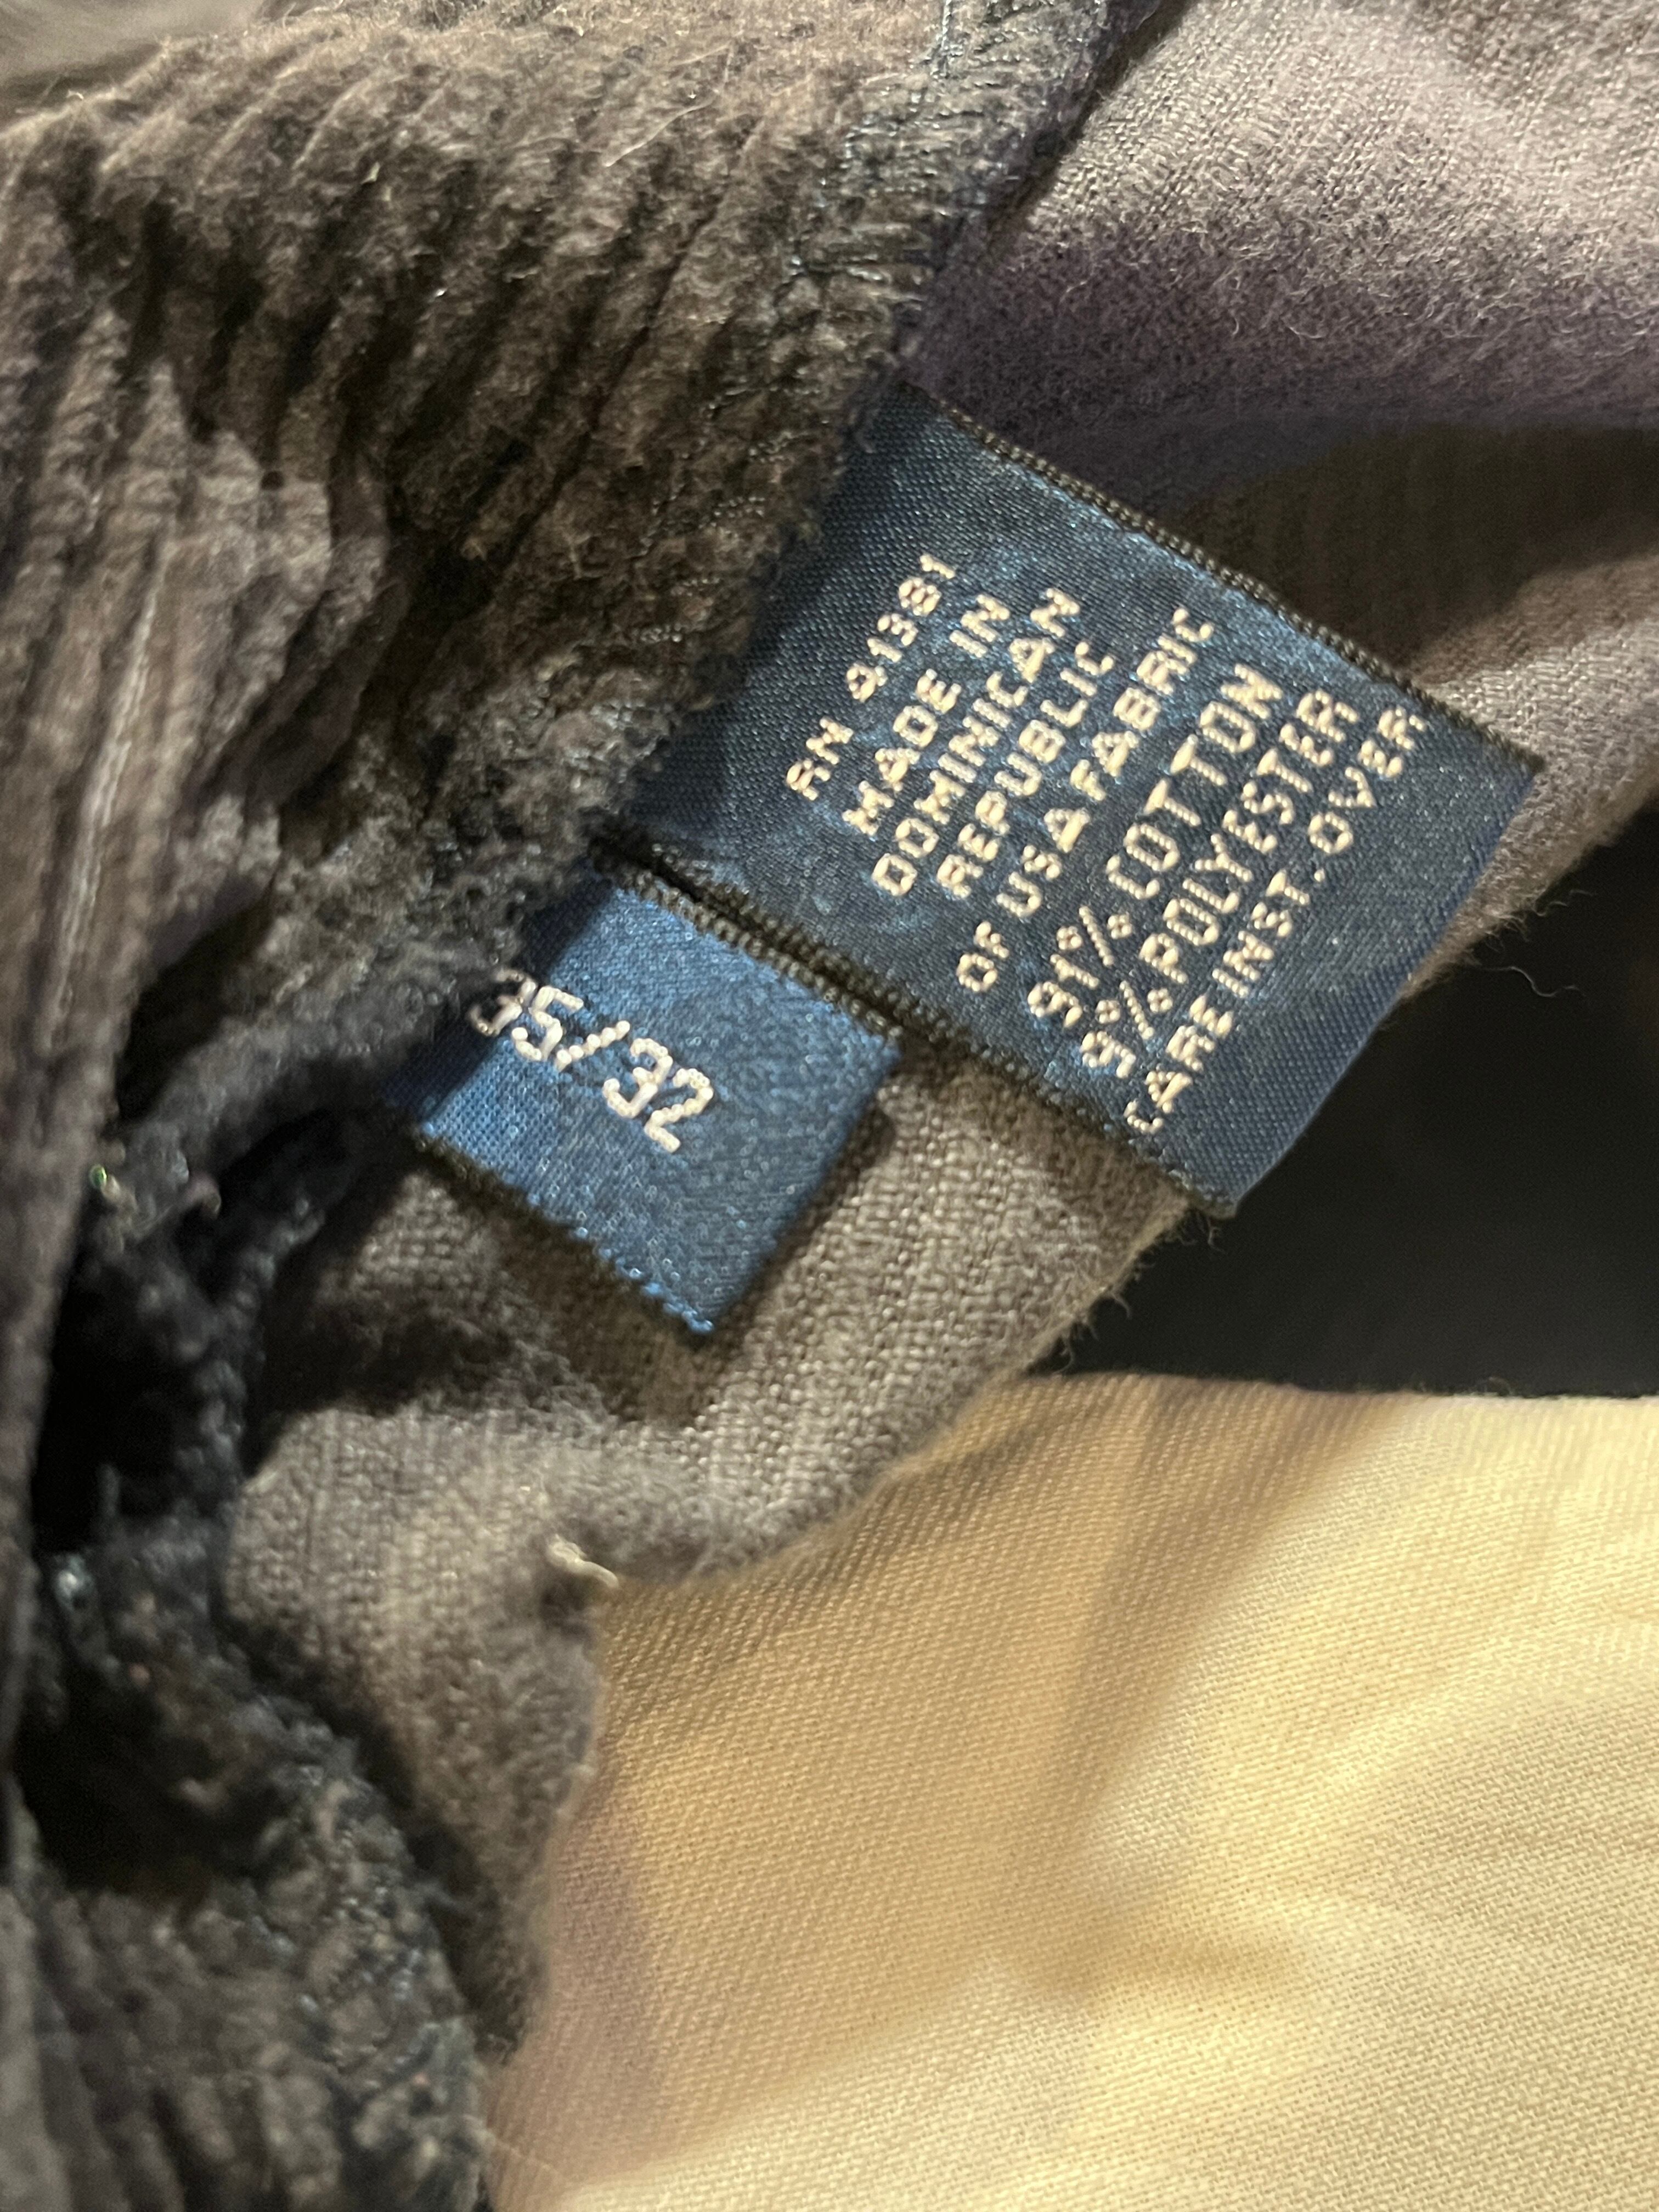 RN 41381
MADE IN
DOMINICAN
REPUBLIC
OF USA FABRIC
91% COTTON
9% POLYESTER
CARE INST. OVER
35/32